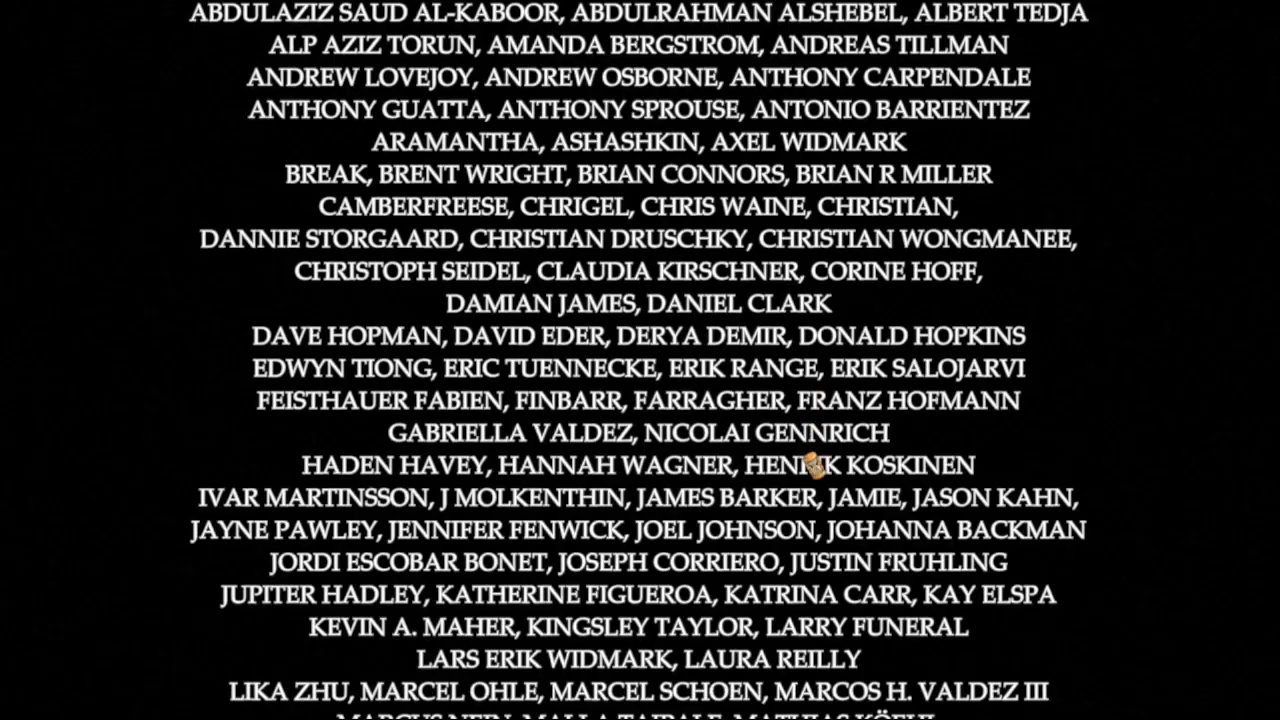 ABDULAZIZ SAUD AL-KABOOR, ABDULRAHMAN ALSHEBEL, ALBERT TEDJA
ALP AZIZ TORUN, AMANDA BERGSTROM, ANDREAS TILLMAN
ANDREW LOVEJOY, ANDREW OSBORNE, ANTHONY CARPENDALE
ANTHONY GUATTA, ANTHONY SPROUSE, ANTONIO BARRIENTEZ
ARAMANTHA, ASHASHKIN, AXEL WIDMARK
BREAK, BRENT WRIGHT, BRIAN CONNORS, BRIAN R MILLER
CAMBERFREESE, CHRIGEL, CHRIS WAINE, CHRISTIAN,
DANNIE STORGAARD, CHRISTIAN DRUSCHKY, CHRISTIAN WONGMANEE,
CHRISTOPH SEIDEL, CLAUDIA KIRSCHNER, CORINE HOFF,
DAMIAN JAMES, DANIEL CLARK
DAVE HOPMAN, DAVID EDER, DERYA DEMIR, DONALD HOPKINS
EDWYN TIONG, ERIC TUENNECKE, ERIK RANGE, ERIK SALOJARVI
FEISTHAUER FABIEN, FINBARR, FARRAGHER, FRANZ HOFMANN
GABRIELLA VALDEZ, NICOLAI GENNRICH
HADEN HAVEY, HANNAH WAGNER, HENRIK KOSKINEN
IVAR MARTINSSON, J MOLKENTHIN, JAMES BARKER, JAMIE, JASON KAHN,
JAYNE PAWLEY, JENNIFER FENWICK, JOEL JOHNSON, JOHANNA BACKMAN
JORDI ESCOBAR BONET, JOSEPH CORRIERO, JUSTIN FRUHLING
JUPITER HADLEY, KATHERINE FIGUEROA, KATRINA CARR, KAY ELSPA
KEVIN A. MAHER, KINGSLEY TAYLOR, LARRY FUNERAL
LARS ERIK WIDMARK, LAURA REILLY
LIKA ZHU, MARCEL OHLE, MARCEL SCHOEN, MARCOS H. VALDEZ III